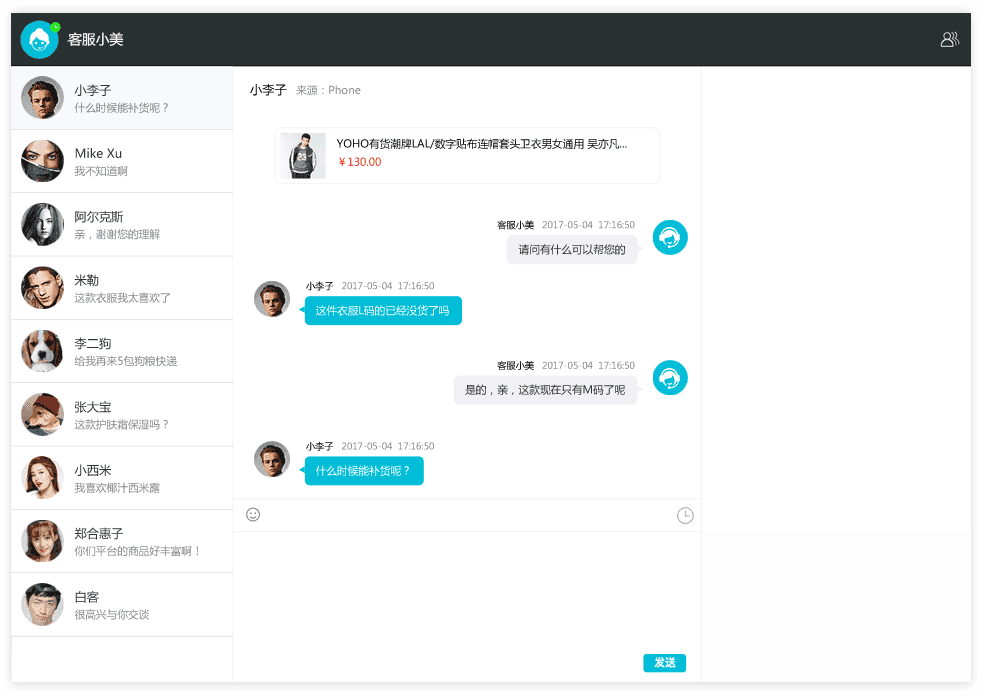 客服小美
小李子
什么时候能补货呢？
Mike Xu
我不知道啊
阿尔克斯
亲，谢谢您的理解
米勒
这款衣服我太喜欢了
李二狗
给我再来5包狗粮快递
张大宝
这款护肤霜保湿吗？
小西米
我喜欢椰汁西米露
郑合惠子
你们平台的商品好丰富啊！
白客
很高兴与你交谈
小李子 来源：Phone
YOHO有货潮牌LAL/数字贴布连帽套头卫衣男女通用 吴亦凡...
￥130.00
客服小美 2017-05-04 17:16:50
请问有什么可以帮您的
小李子 2017-05-04 17:16:50
这件衣服L码的已经没货了吗
客服小美 2017-05-04 17:16:50
是的，亲，这款现在只有M码了呢
小李子 2017-05-04 17:16:50
什么时候能补货呢？
发送